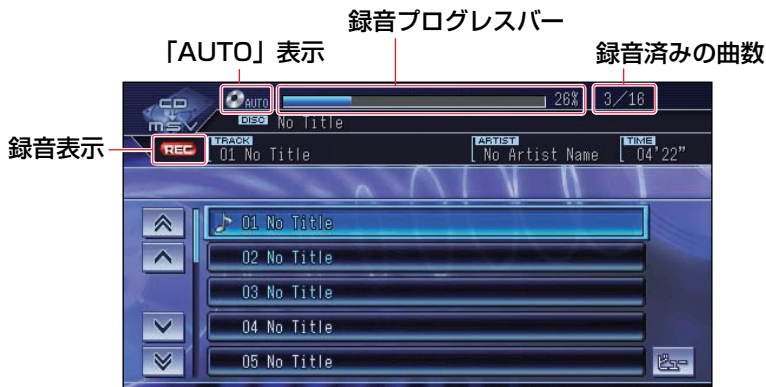 録音プログレスバー
「AUTO」表示
録音済みの曲数
CD
msv
AUTO
26%
3/16
DISC No Title
録音表示
REC
TRACK
01 No Title
ARTIST
No Artist Name
TIME
04'22"
01 No Title
02 No Title
03 No Title
04 No Title
05 No Title
ビュー